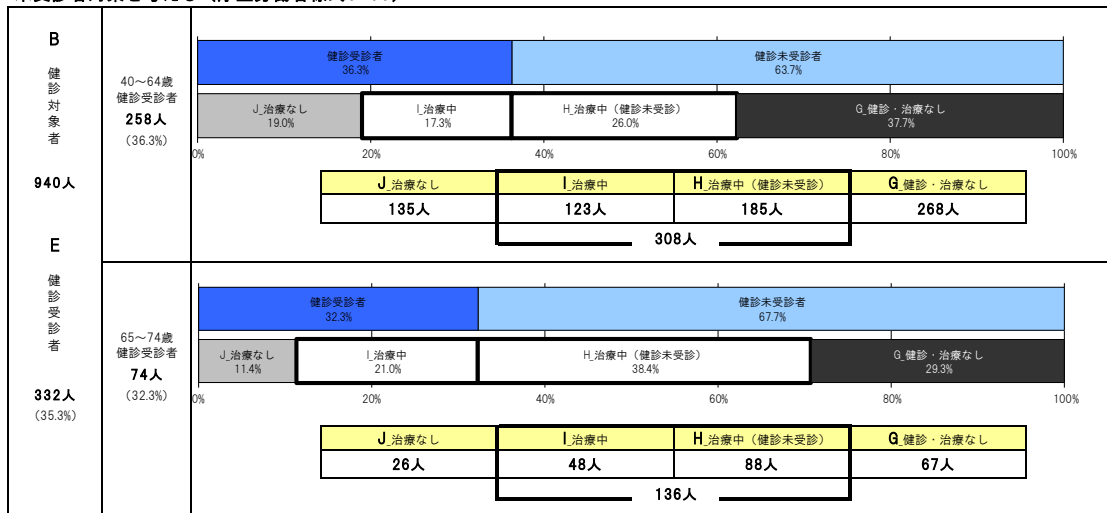 B
健診対象者
940人
E
健診受診者
332人
(35.3%)
40～64歳
健診受診者
258人
(36.3%)
健診受診者
36.3%
健診未受診者
63.7%
J_治療なし
19.0%
I_治療中
17.3%
H_治療中（健診未受診）
26.0%
G_健診・治療なし
37.7%
0% 20% 40% 60% 80% 100%
J_治療なし I_治療中 H_治療中（健診未受診） G_健診・治療なし
135人 123人 185人 268人
308人
65～74歳
健診受診者
74人
(32.3%)
健診受診者
32.3%
健診未受診者
67.7%
J_治療なし
11.4%
I_治療中
21.0%
H_治療中（健診未受診）
38.4%
G_健診・治療なし
29.3%
0% 20% 40% 60% 80% 100%
J_治療なし I_治療中 H_治療中（健診未受診） G_健診・治療なし
26人 48人 88人 67人
136人